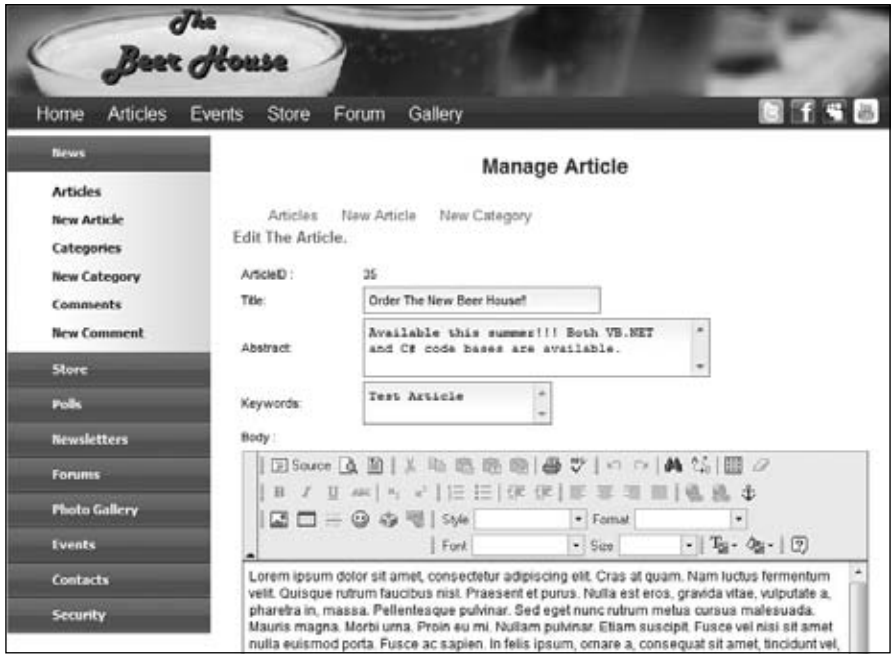 The
Beer House
Home Articles Events Store Forum Gallery
News
Articles
New Article
Categories
New Category
Comments
New Comment
Store
Polls
Newsletters
Forums
Photo Gallery
Events
Contacts
Security
Manage Article
Articles New Article New Category
Edit The Article.
ArticleID : 35
Title: Order The New Beer House!!
Abstract: Available this summer!!! Both VB.NET
and C# code bases are available.
Keywords: Test Article
Body :
Source
B I U ABC
Style Format
Font Size
Lorem ipsum dolor sit amet, consectetur adipiscing elit. Cras at quam. Nam luctus fermentum
velit. Quisque rutrum faucibus nisl. Praesent et purus. Nulla est eros, gravida vitae, vulputate a,
pharetra in, massa. Pellentesque pulvinar. Sed eget nunc rutrum metus cursus malesuada.
Mauris magna. Morbi urna. Proin eu mi. Nullam pulvinar. Etiam suscipit. Fusce vel nisi sit amet
nulla euismod porta. Fusce ac sapien. In felis ipsum, ornare a, consequat sit amet, tincidunt vel,